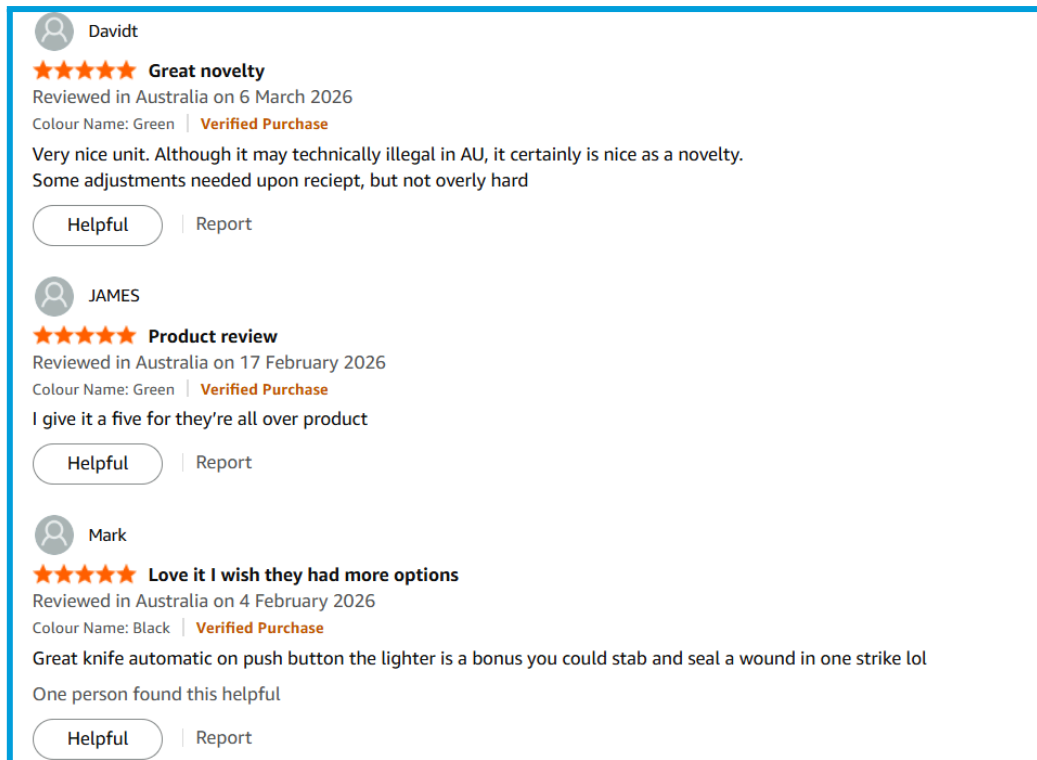 Davidt
Great novelty
Reviewed in Australia on 6 March 2026
Colour Name: Green | Verified Purchase
Very nice unit. Although it may technically illegal in AU, it certainly is nice as a novelty.
Some adjustments needed upon reciept, but not overly hard
Helpful | Report
JAMES
Product review
Reviewed in Australia on 17 February 2026
Colour Name: Green | Verified Purchase
I give it a five for they’re all over product
Helpful | Report
Mark
Love it I wish they had more options
Reviewed in Australia on 4 February 2026
Colour Name: Black | Verified Purchase
Great knife automatic on push button the lighter is a bonus you could stab and seal a wound in one strike lol
One person found this helpful
Helpful | Report